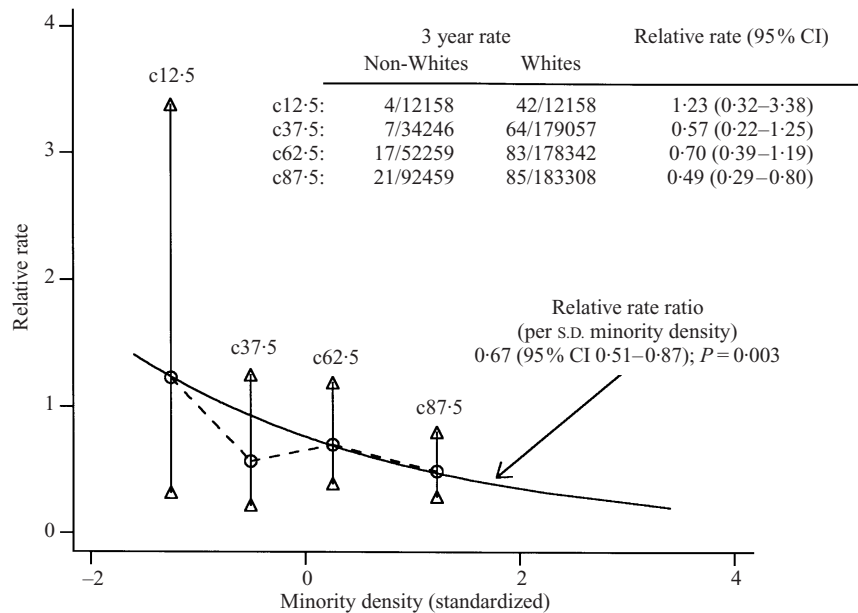 4
3 year rate Relative rate (95% CI)
Non-Whites Whites
c12·5: 4/12158 42/12158 1·23 (0·32–3·38)
c37·5: 7/34246 64/179057 0·57 (0·22–1·25)
c62·5: 17/52259 83/178342 0·70 (0·39–1·19)
c87·5: 21/92459 85/183308 0·49 (0·29–0·80)
c12·5
3
Relative rate
2
Relative rate ratio
(per S.D. minority density)
0·67 (95% CI 0·51–0·87); P = 0·003
c37·5 c62·5
c87·5
1
0
–2 0 2 4
Minority density (standardized)